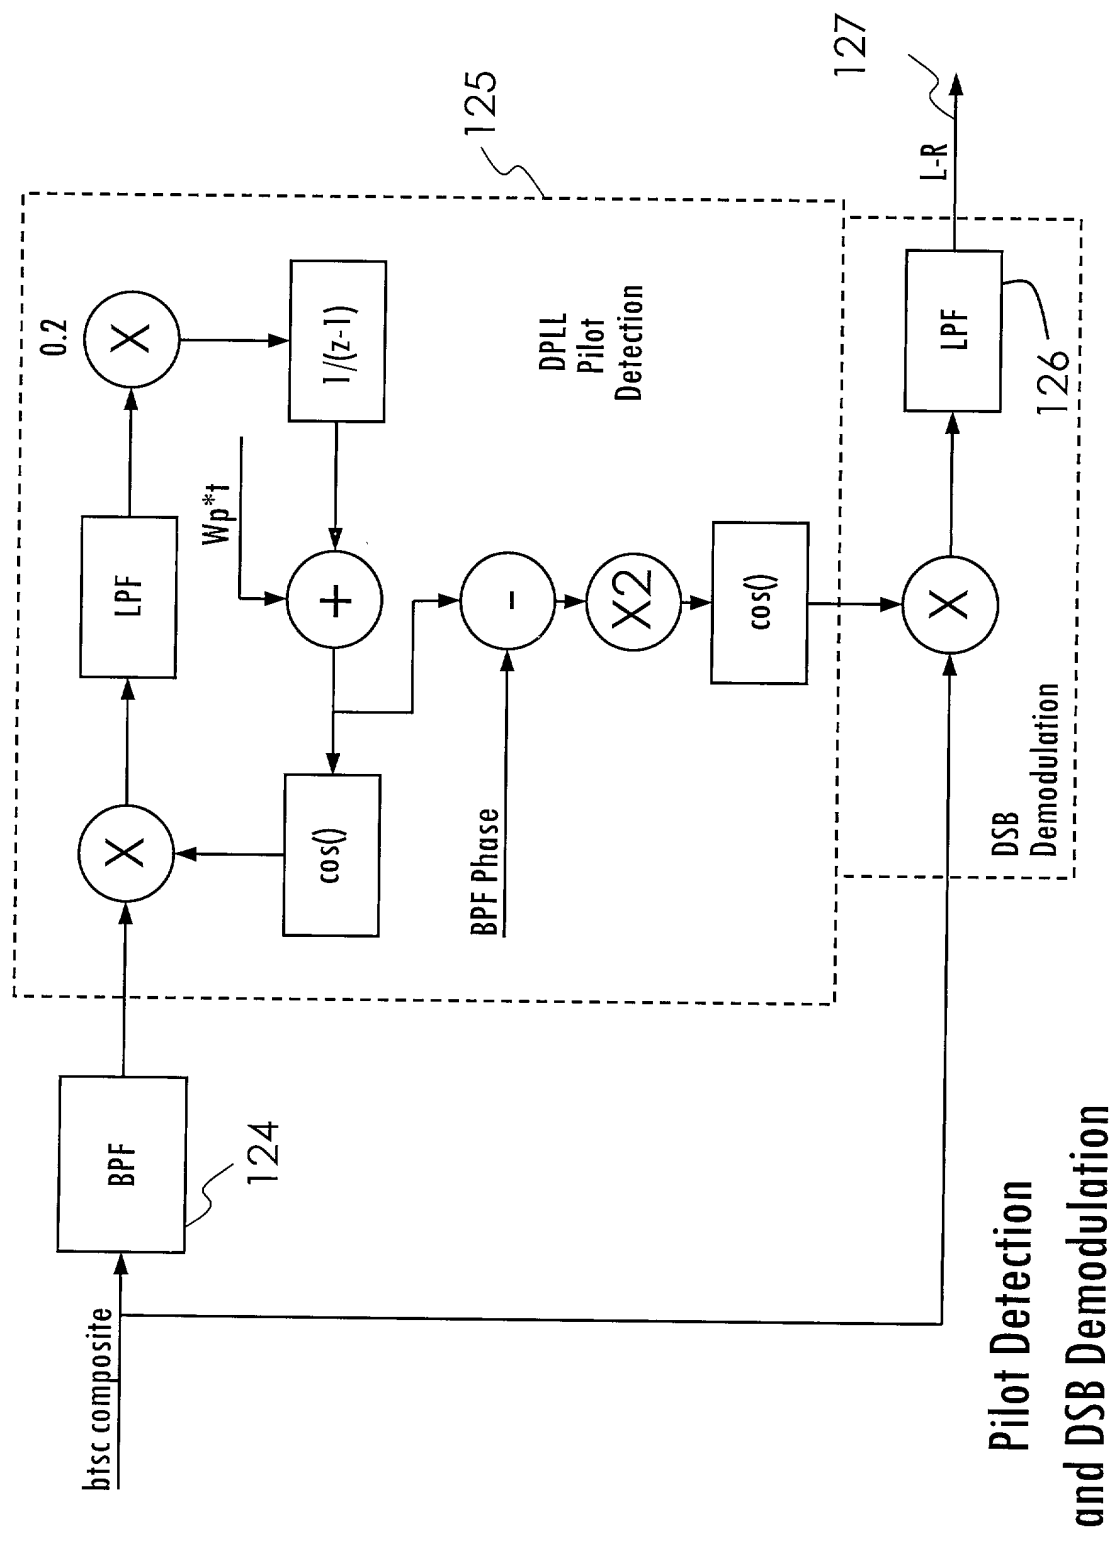 btsc composite
BPF
124
X
LPF
0.2
X
cos()
Wp*t
+
1/(z-1)
125
BPF Phase
-
X2
cos()
DPLL
Pilot
Detection
X
LPF
126
L-R
127
DSB
Demodulation
Pilot Detection
and DSB Demodulation